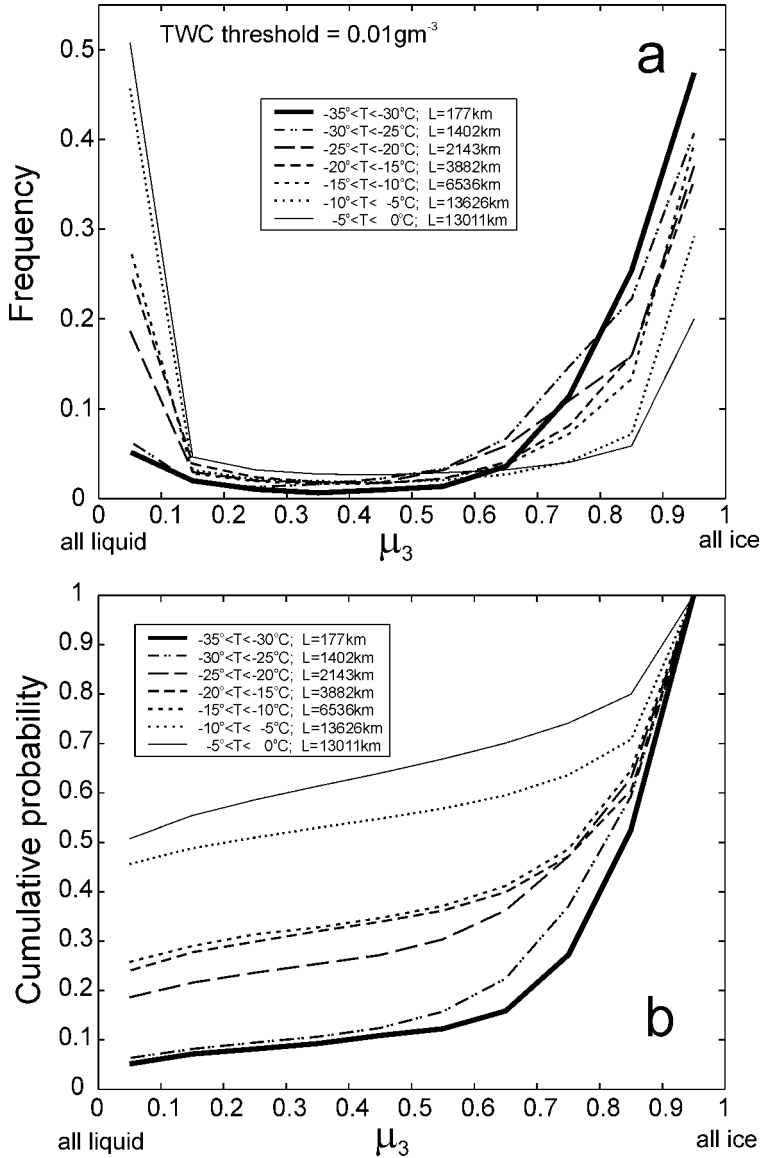 TWC threshold = 0.01gm⁻³
a
0.5
0.4
0.3
0.2
0.1
0
Frequency
-35°<T<-30°C; L=177km
-30°<T<-25°C; L=1402km
-25°<T<-20°C; L=2143km
-20°<T<-15°C; L=3882km
-15°<T<-10°C; L=6536km
-10°<T< -5°C; L=13626km
-5°<T< 0°C; L=13011km
0 0.1 0.2 0.3 0.4 0.5 0.6 0.7 0.8 0.9 1
all liquid μ₃ all ice
1
0.9
0.8
0.7
0.6
0.5
0.4
0.3
0.2
0.1
0
Cumulative probability
-35°<T<-30°C; L=177km
-30°<T<-25°C; L=1402km
-25°<T<-20°C; L=2143km
-20°<T<-15°C; L=3882km
-15°<T<-10°C; L=6536km
-10°<T< -5°C; L=13626km
-5°<T< 0°C; L=13011km
b
0 0.1 0.2 0.3 0.4 0.5 0.6 0.7 0.8 0.9 1
all liquid μ₃ all ice